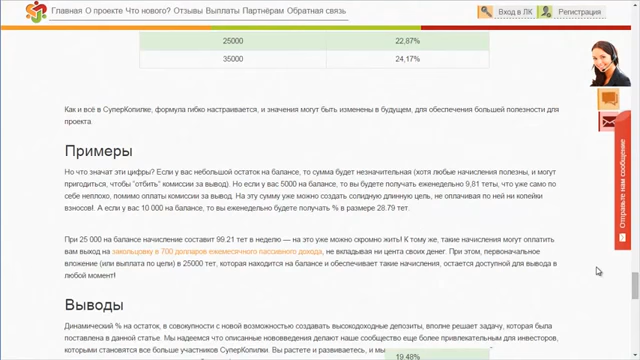 Главная О проекте Что нового? Отзывы Выплаты Партнёрам Обратная связь
Вход в ЛК
Регистрация
25000 22,87%
35000 24,17%
Как и всё в СуперКопилке, формула гибко настраивается, и значения могут быть изменены в будущем, для обеспечения большей полезности для
проекта
Примеры
Но что значат эти цифры? Если у вас небольшой остаток на балансе, то сумма будет незначительная (хотя любые начисления полезны, и могут
пригодиться, чтобы "отбить" комиссии за вывод). Но если у вас 5000 на балансе, то вы будете получать еженедельно 9,81 теты, что уже само по
себе неплохо, помимо оплаты комиссии за вывод. На эту сумму уже можно создать солидную длинную цель, не оплачивая по ней ни копейки
взносов! А если у вас 10 000 на балансе, то вы еженедельно будете получать % в размере 28.79 тет.
При 25 000 на балансе начисление составит 99.21 тет в неделю — на это уже можно скромно жить! К тому же, такие начисления могут оплатить
вам выход на закольцовку в 700 долларов ежемесячного пассивного дохода, не вкладывая ни цента своих денег. При этом, первоначальное
вложение (или выплата по цели) в 25000 тет, которая находится на балансе и обеспечивает такие начисления, остается доступной для вывода в
любой момент!
Выводы
Динамический % на остаток, в совокупности с новой возможностью создавать высокодоходные депозиты, вполне решает задачу, которая была
поставлена в данной статье. Мы надеемся что описанные нововведения делают наше сообщество еще более привлекательным для инвесторов,
которыми становятся все больше участников СуперКопилки. Вы растете и развиваетесь, и мы
19.48%
Отправьте нам сообщение